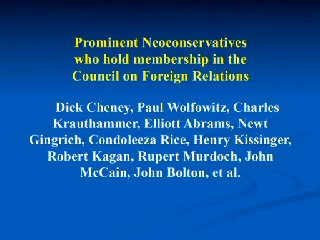 Prominent Neoconservatives
who hold membership in the
Council on Foreign Relations
Dick Cheney, Paul Wolfowitz, Charles
Krauthammer, Elliott Abrams, Newt
Gingrich, Condoleeza Rice, Henry Kissinger,
Robert Kagan, Rupert Murdoch, John
McCain, John Bolton, et al.